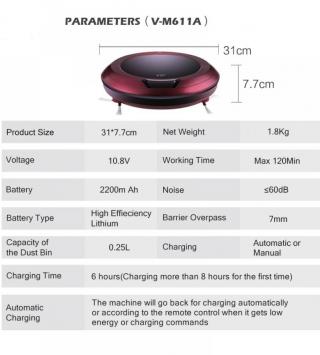 PARAMETERS（V-M611A）
31cm
7.7cm
Product Size 31*7.7cm Net Weight 1.8Kg
Voltage 10.8V Working Time Max 120Min
Battery 2200m Ah Noise ≤60dB
Battery Type High Effieciency Lithium Barrier Overpass 7mm
Capacity of the Dust Bin 0.25L Charging Automatic or Manual
Charging Time 6 hours(Charging more than 8 hours for the first time)
Automatic Charging The machine will go back for charging automatically
or according to the remote control when it gets low
energy or charging commands